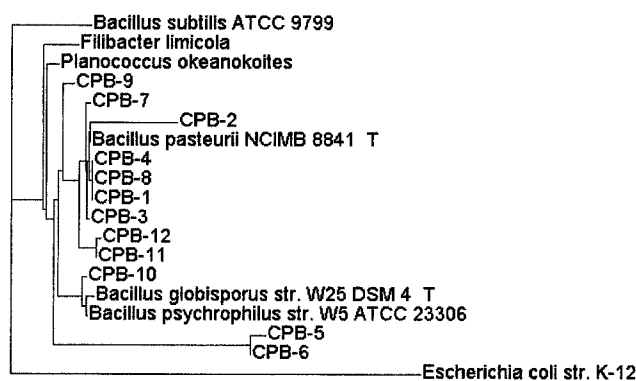 Bacillus subtilis ATCC 9799
Filibacter limicola
Planococcus okeanokoites
CPB-9
CPB-7
CPB-2
Bacillus pasteurii NCIMB 8841 T
CPB-4
CPB-8
CPB-1
CPB-3
CPB-12
CPB-11
CPB-10
Bacillus globisporus str. W25 DSM 4 T
Bacillus psychrophilus str. W5 ATCC 23306
CPB-5
CPB-6
Escherichia coli str. K-12